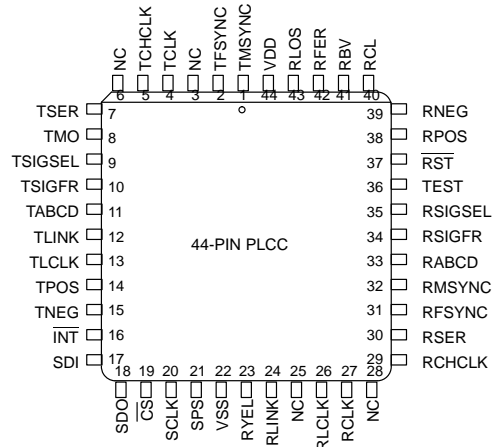 NC
TCHCLK
TCLK
NC
TFSYNC
TMSYNC
VDD
RLOS
RFER
RBV
RCL
6 5 4 3 2 1 44 43 42 41 40
TSER 7
TMO 8
TSIGSEL 9
TSIGFR 10
TABCD 11
TLINK 12
TLCLK 13
TPOS 14
TNEG 15
INT 16
SDI 17
44-PIN PLCC
39 RNEG
38 RPOS
37 RST
36 TEST
35 RSIGSEL
34 RSIGFR
33 RABCD
32 RMSYNC
31 RFSYNC
30 RSER
29 RCHCLK
18 19 20 21 22 23 24 25 26 27 28
SDO
CS
SCLK
SPS
VSS
RYEL
RLINK
NC
RLCLK
RCLK
NC